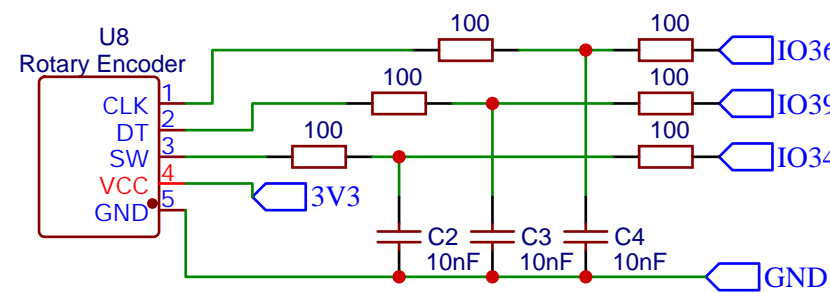 U8
Rotary Encoder
CLK 1
DT 2
SW 3
VCC 4
GND 5
100
100
IO36
100
100
IO39
100
100
IO34
3V3
C2
10nF
C3
10nF
C4
10nF
GND